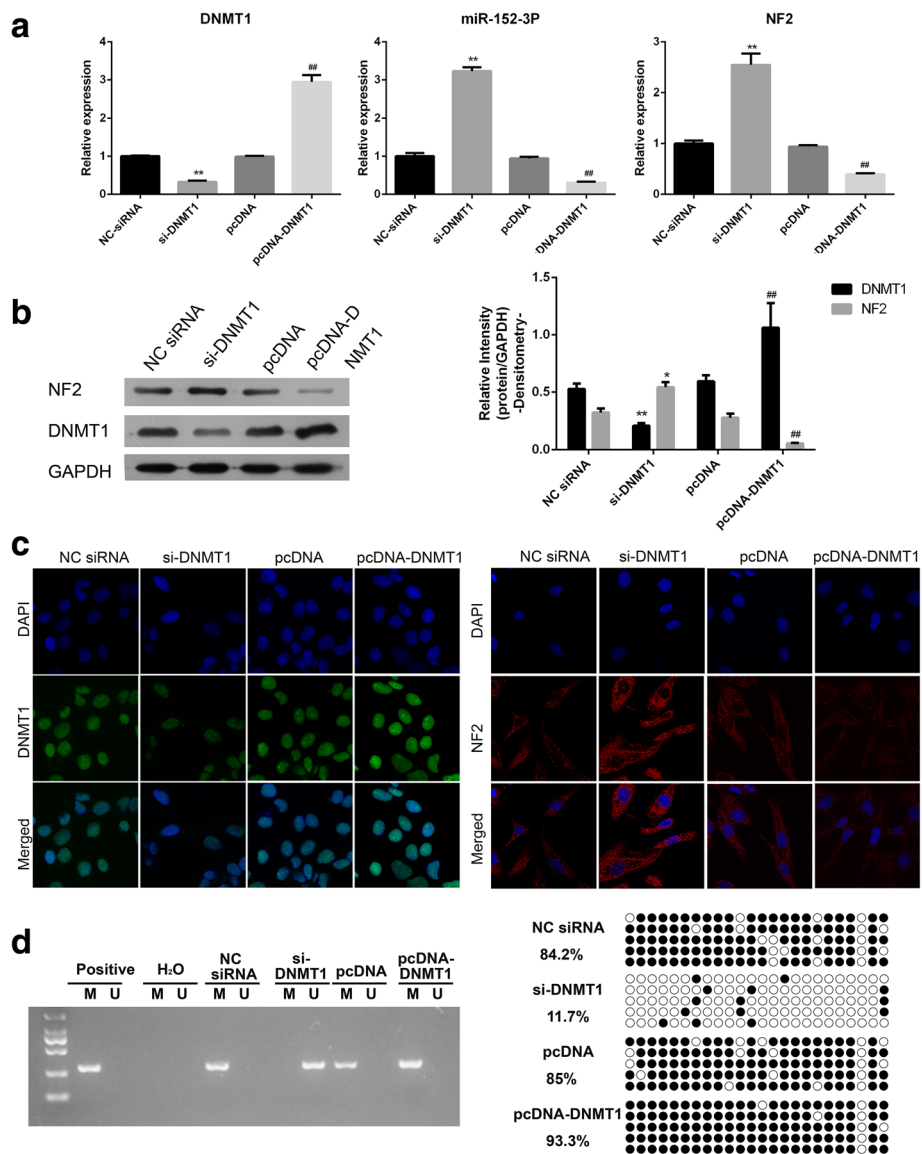 a
DNMT1
Relative expression
4
3
2
1
0
##
**
NC-siRNA
si-DNMT1
pcDNA
pcDNA-DNMT1
miR-152-3P
Relative expression
4
3
2
1
0
**
##
NC-siRNA
si-DNMT1
pcDNA
DNA-DNMT1
NF2
Relative expression
3
2
1
0
**
##
NC-siRNA
si-DNMT1
pcDNA
DNA-DNMT1
b
NC siRNA
si-DNMT1
pcDNA
pcDNA-D
NMT1
NF2
DNMT1
GAPDH
Relative Intensity
(protein/GAPDH)
-Densitometry-
1.5
1.0
0.5
0.0
**
*
##
##
NC siRNA
si-DNMT1
pcDNA
pcDNA-DNMT1
DNMT1
NF2
c
NC siRNA si-DNMT1 pcDNA pcDNA-DNMT1
DAPI
DNMT1
Merged
NC siRNA si-DNMT1 pcDNA pcDNA-DNMT1
DAPI
NF2
Merged
d
Positive
H₂O
NC
siRNA
si-
DNMT1
pcDNA
pcDNA-
DNMT1
M U M U M U M U M U M U
NC siRNA
84.2%
si-DNMT1
11.7%
pcDNA
85%
pcDNA-DNMT1
93.3%